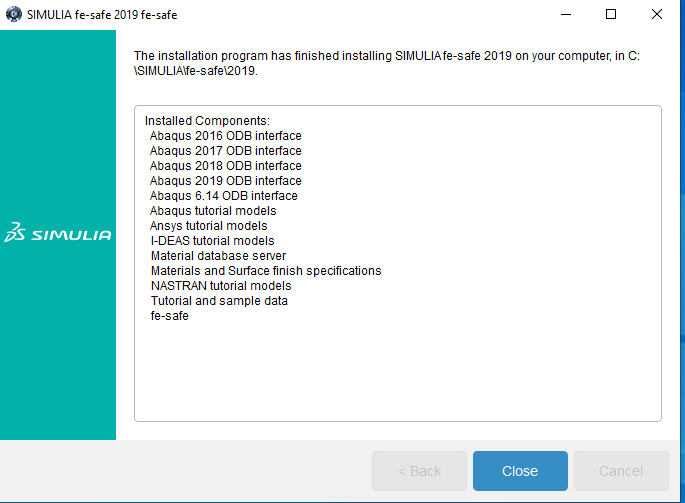 SIMULIA fe-safe 2019 fe-safe
The installation program has finished installing SIMULIA fe-safe 2019 on your computer, in C:
\SIMULIA\fe-safe\2019.
Installed Components:
Abaqus 2016 ODB interface
Abaqus 2017 ODB interface
Abaqus 2018 ODB interface
Abaqus 2019 ODB interface
Abaqus 6.14 ODB interface
Abaqus tutorial models
Ansys tutorial models
I-DEAS tutorial models
Material database server
Materials and Surface finish specifications
NASTRAN tutorial models
Tutorial and sample data
fe-safe
SIMULIA
< Back
Close
Cancel